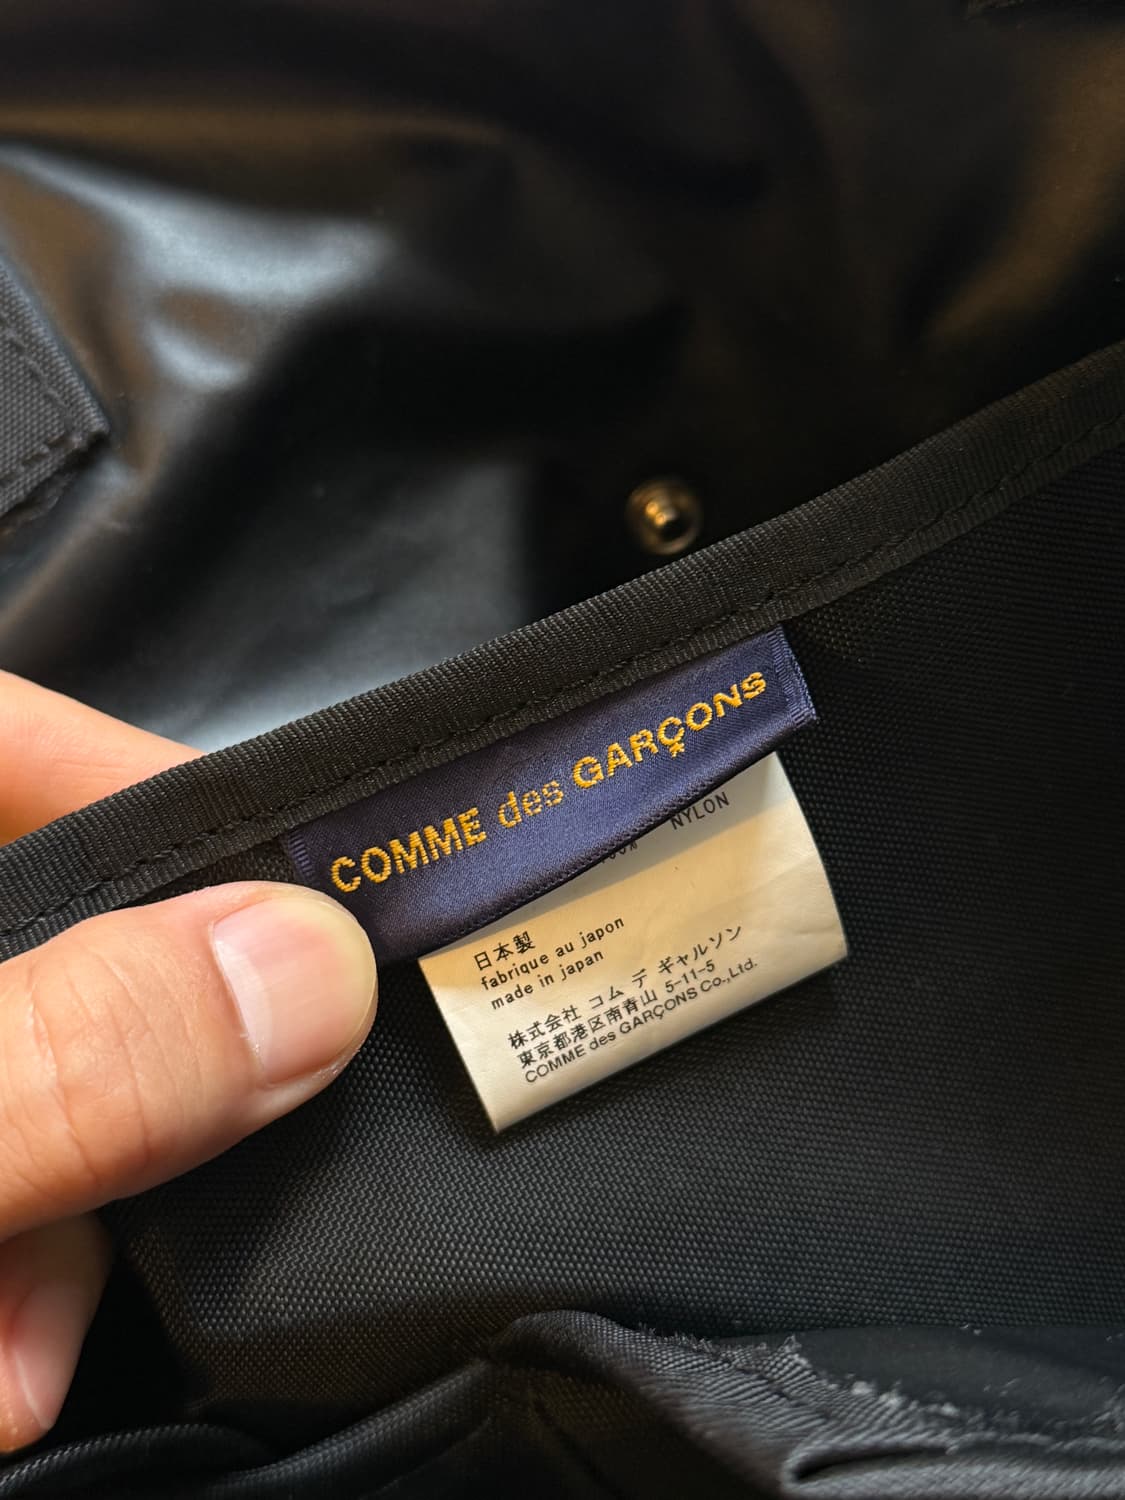 COMME des GARÇONS
NYLON
日本製
fabrique au japon
made in japan
株式会社 コム デ ギャルソン
東京都港区南青山 5-11-5
COMME des GARÇONS Co.,Ltd.